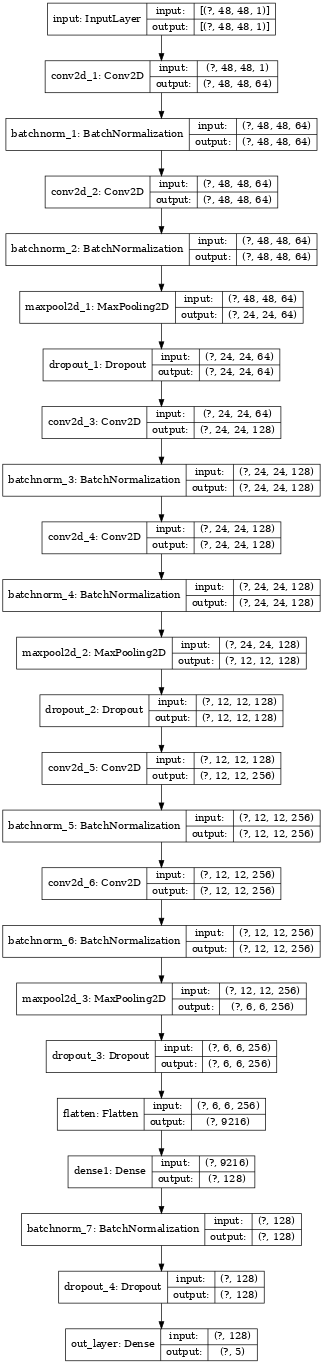 input: InputLayer input: [(?, 48, 48, 1)]
output: [(?, 48, 48, 1)]
conv2d_1: Conv2D input: (?, 48, 48, 1)
output: (?, 48, 48, 64)
batchnorm_1: BatchNormalization input: (?, 48, 48, 64)
output: (?, 48, 48, 64)
conv2d_2: Conv2D input: (?, 48, 48, 64)
output: (?, 48, 48, 64)
batchnorm_2: BatchNormalization input: (?, 48, 48, 64)
output: (?, 48, 48, 64)
maxpool2d_1: MaxPooling2D input: (?, 48, 48, 64)
output: (?, 24, 24, 64)
dropout_1: Dropout input: (?, 24, 24, 64)
output: (?, 24, 24, 64)
conv2d_3: Conv2D input: (?, 24, 24, 64)
output: (?, 24, 24, 128)
batchnorm_3: BatchNormalization input: (?, 24, 24, 128)
output: (?, 24, 24, 128)
conv2d_4: Conv2D input: (?, 24, 24, 128)
output: (?, 24, 24, 128)
batchnorm_4: BatchNormalization input: (?, 24, 24, 128)
output: (?, 24, 24, 128)
maxpool2d_2: MaxPooling2D input: (?, 24, 24, 128)
output: (?, 12, 12, 128)
dropout_2: Dropout input: (?, 12, 12, 128)
output: (?, 12, 12, 128)
conv2d_5: Conv2D input: (?, 12, 12, 128)
output: (?, 12, 12, 256)
batchnorm_5: BatchNormalization input: (?, 12, 12, 256)
output: (?, 12, 12, 256)
conv2d_6: Conv2D input: (?, 12, 12, 256)
output: (?, 12, 12, 256)
batchnorm_6: BatchNormalization input: (?, 12, 12, 256)
output: (?, 12, 12, 256)
maxpool2d_3: MaxPooling2D input: (?, 12, 12, 256)
output: (?, 6, 6, 256)
dropout_3: Dropout input: (?, 6, 6, 256)
output: (?, 6, 6, 256)
flatten: Flatten input: (?, 6, 6, 256)
output: (?, 9216)
dense1: Dense input: (?, 9216)
output: (?, 128)
batchnorm_7: BatchNormalization input: (?, 128)
output: (?, 128)
dropout_4: Dropout input: (?, 128)
output: (?, 128)
out_layer: Dense input: (?, 128)
output: (?, 5)